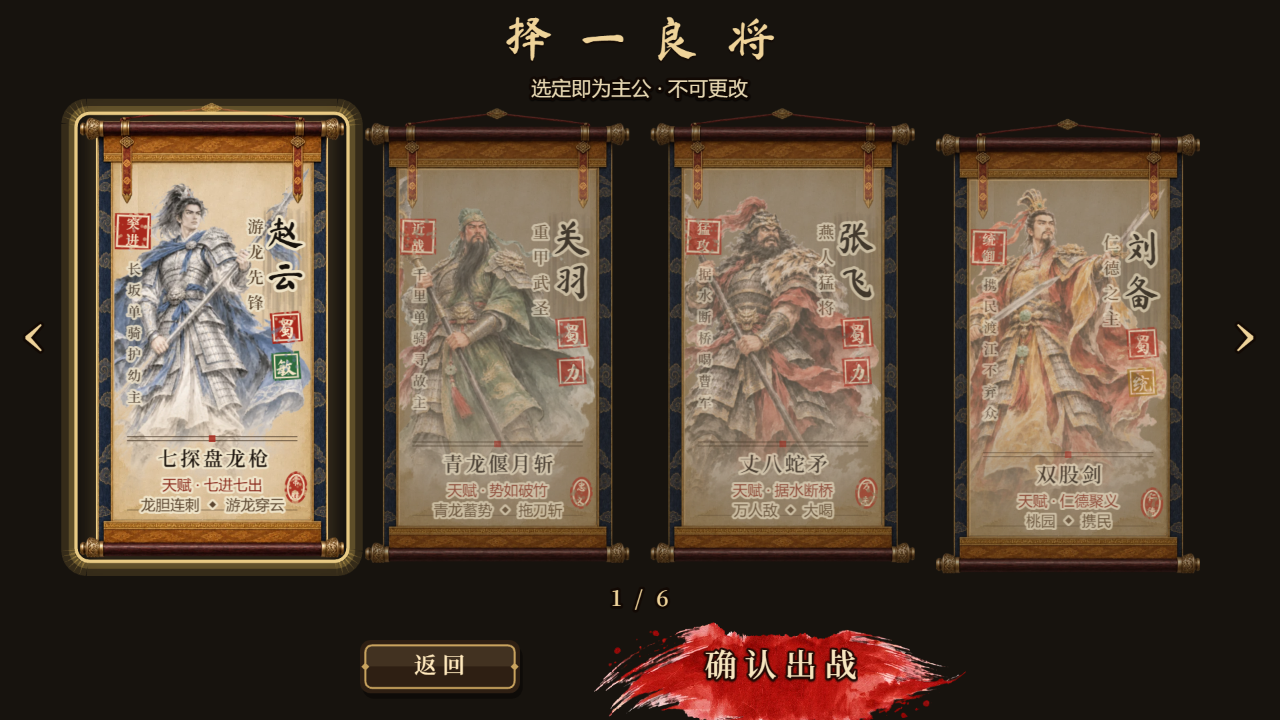 择一良将
选定即为主公·不可更改
突进
赵云
游龙先锋
长坂单骑护幼主
蜀
敏
七探盘龙枪
天赋·七进七出
龙胆连刺 ◆ 游龙穿云
近战
关羽
重甲武圣
千里单骑寻故主
蜀
力
青龙偃月斩
天赋·势如破竹
青龙蓄势 ◆ 拖刀斩
猛攻
张飞
燕人猛将
据水断桥喝曹军
蜀
力
丈八蛇矛
天赋·据水断桥
万人敌 ◆ 大喝
统御
刘备
仁德之主
携民渡江不弃众
蜀
统
双股剑
天赋·仁德聚义
桃园 ◆ 携民
1 / 6
返回
确认出战